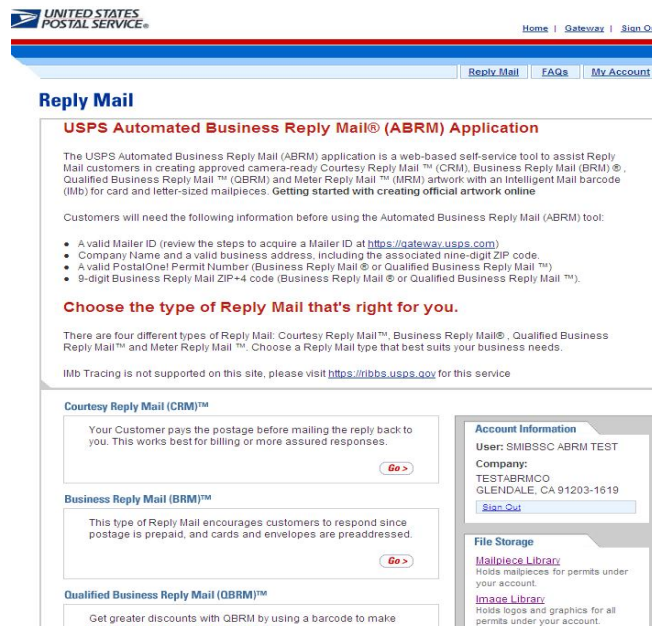 UNITED STATES
POSTAL SERVICE®
Home | Gateway | Sign O
Reply Mail FAQs My Account
Reply Mail
USPS Automated Business Reply Mail® (ABRM) Application
The USPS Automated Business Reply Mail (ABRM) application is a web-based self-service tool to assist Reply
Mail customers in creating approved camera-ready Courtesy Reply Mail ™ (CRM), Business Reply Mail (BRM) ® ,
Qualified Business Reply Mail ™ (QBRM) and Meter Reply Mail ™ (MRM) artwork with an Intelligent Mail barcode
(IMb) for card and letter-sized mailpieces. Getting started with creating official artwork online
Customers will need the following information before using the Automated Business Reply Mail (ABRM) tool:
● A valid Mailer ID (review the steps to acquire a Mailer ID at https://gateway.usps.com)
● Company Name and a valid business address, including the associated nine-digit ZIP code.
● A valid PostalOne! Permit Number (Business Reply Mail ® or Qualified Business Reply Mail ™)
● 9-digit Business Reply Mail ZIP+4 code (Business Reply Mail ® or Qualified Business Reply Mail ™).
Choose the type of Reply Mail that's right for you.
There are four different types of Reply Mail: Courtesy Reply Mail™, Business Reply Mail® , Qualified Business
Reply Mail™ and Meter Reply Mail ™. Choose a Reply Mail type that best suits your business needs.
IMb Tracing is not supported on this site, please visit https://ribbs.usps.gov for this service
Courtesy Reply Mail (CRM)™
Your Customer pays the postage before mailing the reply back to
you. This works best for billing or more assured responses.
Go >
Business Reply Mail (BRM)™
This type of Reply Mail encourages customers to respond since
postage is prepaid, and cards and envelopes are preaddressed.
Go >
Qualified Business Reply Mail (QBRM)™
Get greater discounts with QBRM by using a barcode to make
Account Information
User: SMIBSSC ABRM TEST
Company:
TESTABRMCO
GLENDALE, CA 91203-1619
Sign Out
File Storage
Mailpiece Library
Holds mailpieces for permits under
your account.
Image Library
Holds logos and graphics for all
permits under your account.